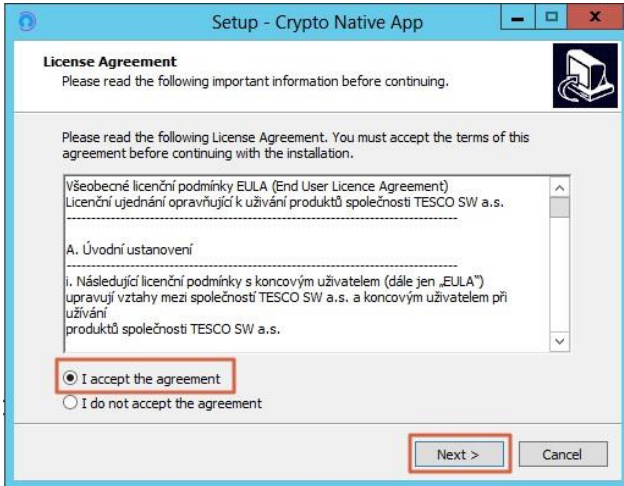 Setup - Crypto Native App
License Agreement
Please read the following important information before continuing.
Please read the following License Agreement. You must accept the terms of this
agreement before continuing with the installation.
Všeobecné licenční podmínky EULA (End User Licence Agreement)
Licenční ujednání opravňující k užívání produktů společnosti TESCO SW a.s.
--------------------------------------------------------------------------------
A. Úvodní ustanovení
--------------------------------------------------------------------------------
i. Následující licenční podmínky s koncovým uživatelem (dále jen „EULA")
upravují vztahy mezi společností TESCO SW a.s. a koncovým uživatelem při
užívání
produktů společnosti TESCO SW a.s.
I accept the agreement
I do not accept the agreement
Next >
Cancel